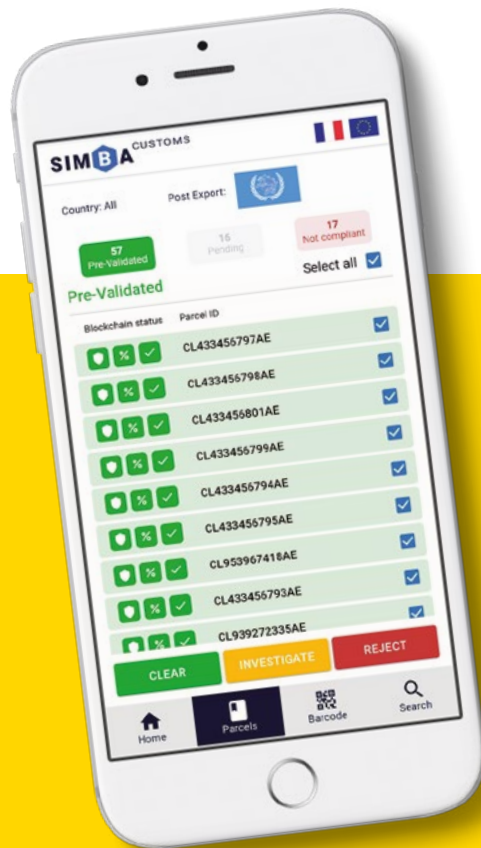 SIMBA CUSTOMS
Country: All
Post Export:
57
Pre-Validated
16
Pending
17
Not compliant
Pre-Validated
Select all
Blockchain status
Parcel ID
CL433456797AE
CL433456798AE
CL433456801AE
CL433456799AE
CL433456794AE
CL433456795AE
CL953967418AE
CL433456793AE
CL939272335AE
CLEAR
INVESTIGATE
REJECT
Home
Parcels
Barcode
Search